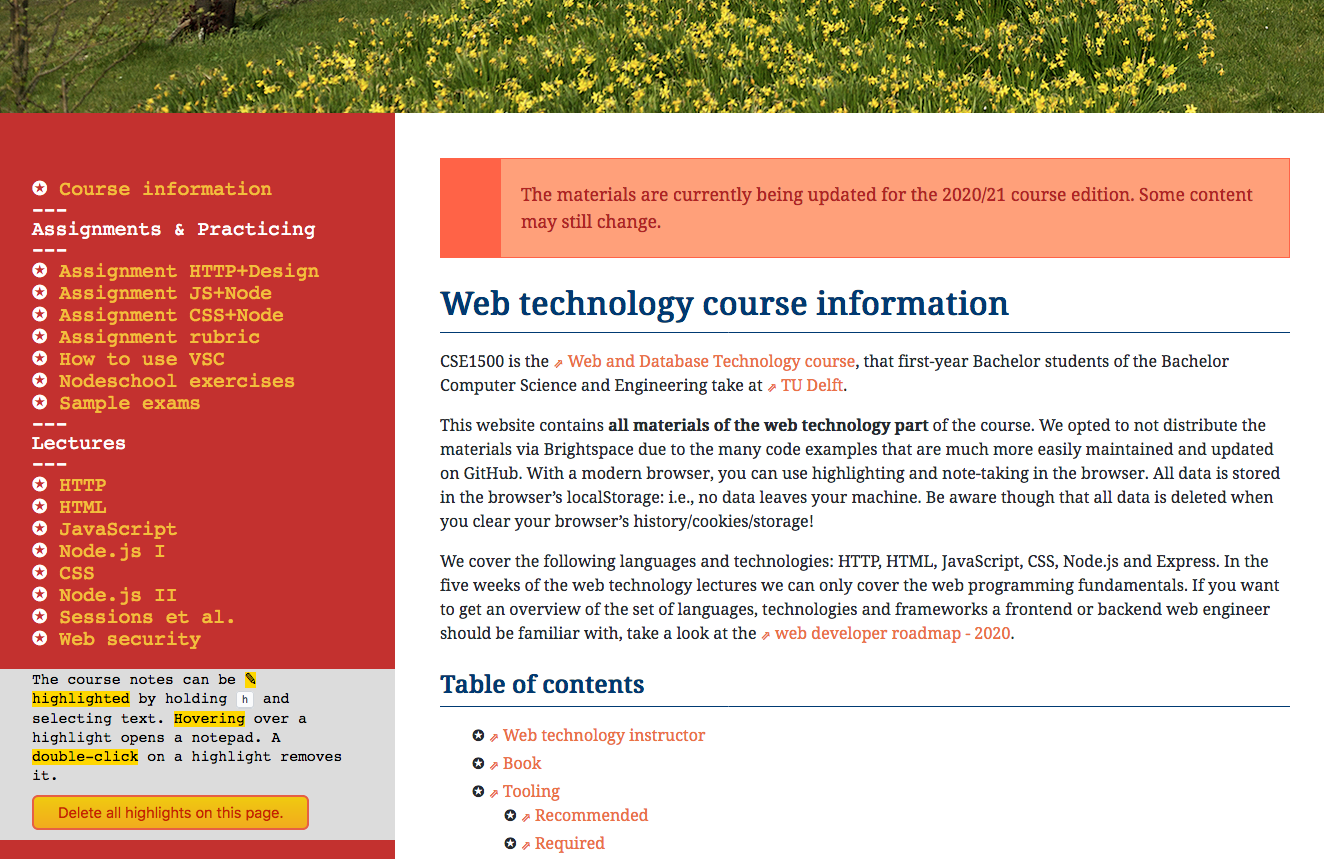 Course information
---
Assignments & Practicing
---
Assignment HTTP+Design
Assignment JS+Node
Assignment CSS+Node
Assignment rubric
How to use VSC
Nodeschool exercises
Sample exams
---
Lectures
---
HTTP
HTML
JavaScript
Node.js I
CSS
Node.js II
Sessions et al.
Web security
The course notes can be ✎
highlighted by holding h and
selecting text. Hovering over a
highlight opens a notepad. A
double-click on a highlight removes
it.
Delete all highlights on this page.
The materials are currently being updated for the 2020/21 course edition. Some content
may still change.
Web technology course information
CSE1500 is the ⇗ Web and Database Technology course, that first-year Bachelor students of the Bachelor
Computer Science and Engineering take at ⇗ TU Delft.
This website contains all materials of the web technology part of the course. We opted to not distribute the
materials via Brightspace due to the many code examples that are much more easily maintained and updated
on GitHub. With a modern browser, you can use highlighting and note-taking in the browser. All data is stored
in the browser’s localStorage: i.e., no data leaves your machine. Be aware though that all data is deleted when
you clear your browser’s history/cookies/storage!
We cover the following languages and technologies: HTTP, HTML, JavaScript, CSS, Node.js and Express. In the
five weeks of the web technology lectures we can only cover the web programming fundamentals. If you want
to get an overview of the set of languages, technologies and frameworks a frontend or backend web engineer
should be familiar with, take a look at the ⇗ web developer roadmap - 2020.
Table of contents
⇗ Web technology instructor
⇗ Book
⇗ Tooling
⇗ Recommended
⇗ Required